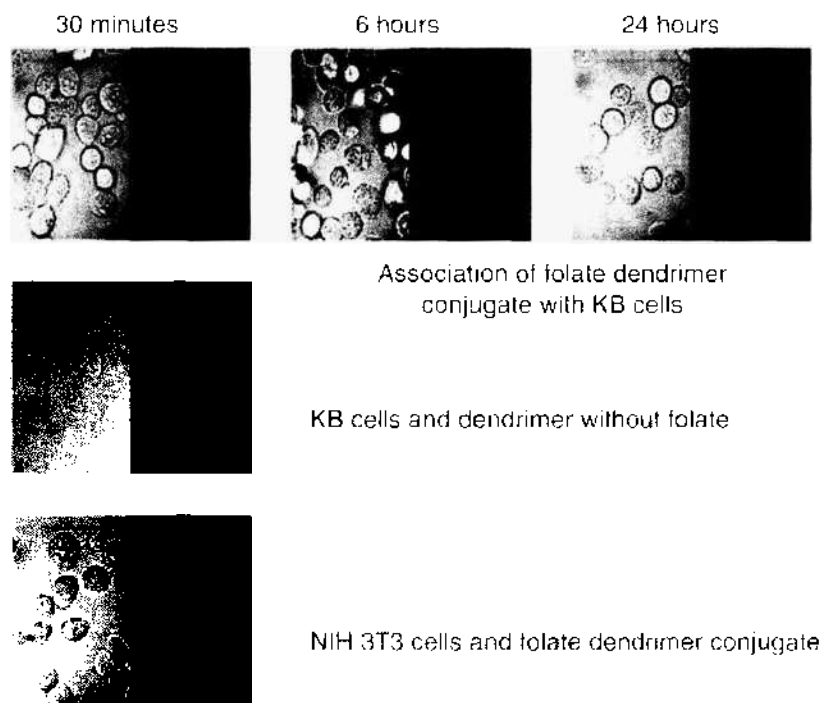 30 minutes
6 hours
24 hours
Association of folate dendrimer
conjugate with KB cells
KB cells and dendrimer without folate
NIH 3T3 cells and folate dendrimer conjugate